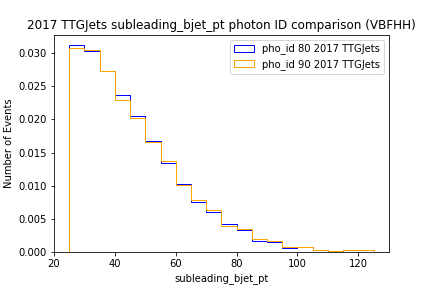 2017 TTGJets subleading_bjet_pt photon ID comparison (VBFHH)
pho_id 80 2017 TTGJets
pho_id 90 2017 TTGJets
Number of Events
0.030
0.025
0.020
0.015
0.010
0.005
0.000
20 40 60 80 100 120
subleading_bjet_pt